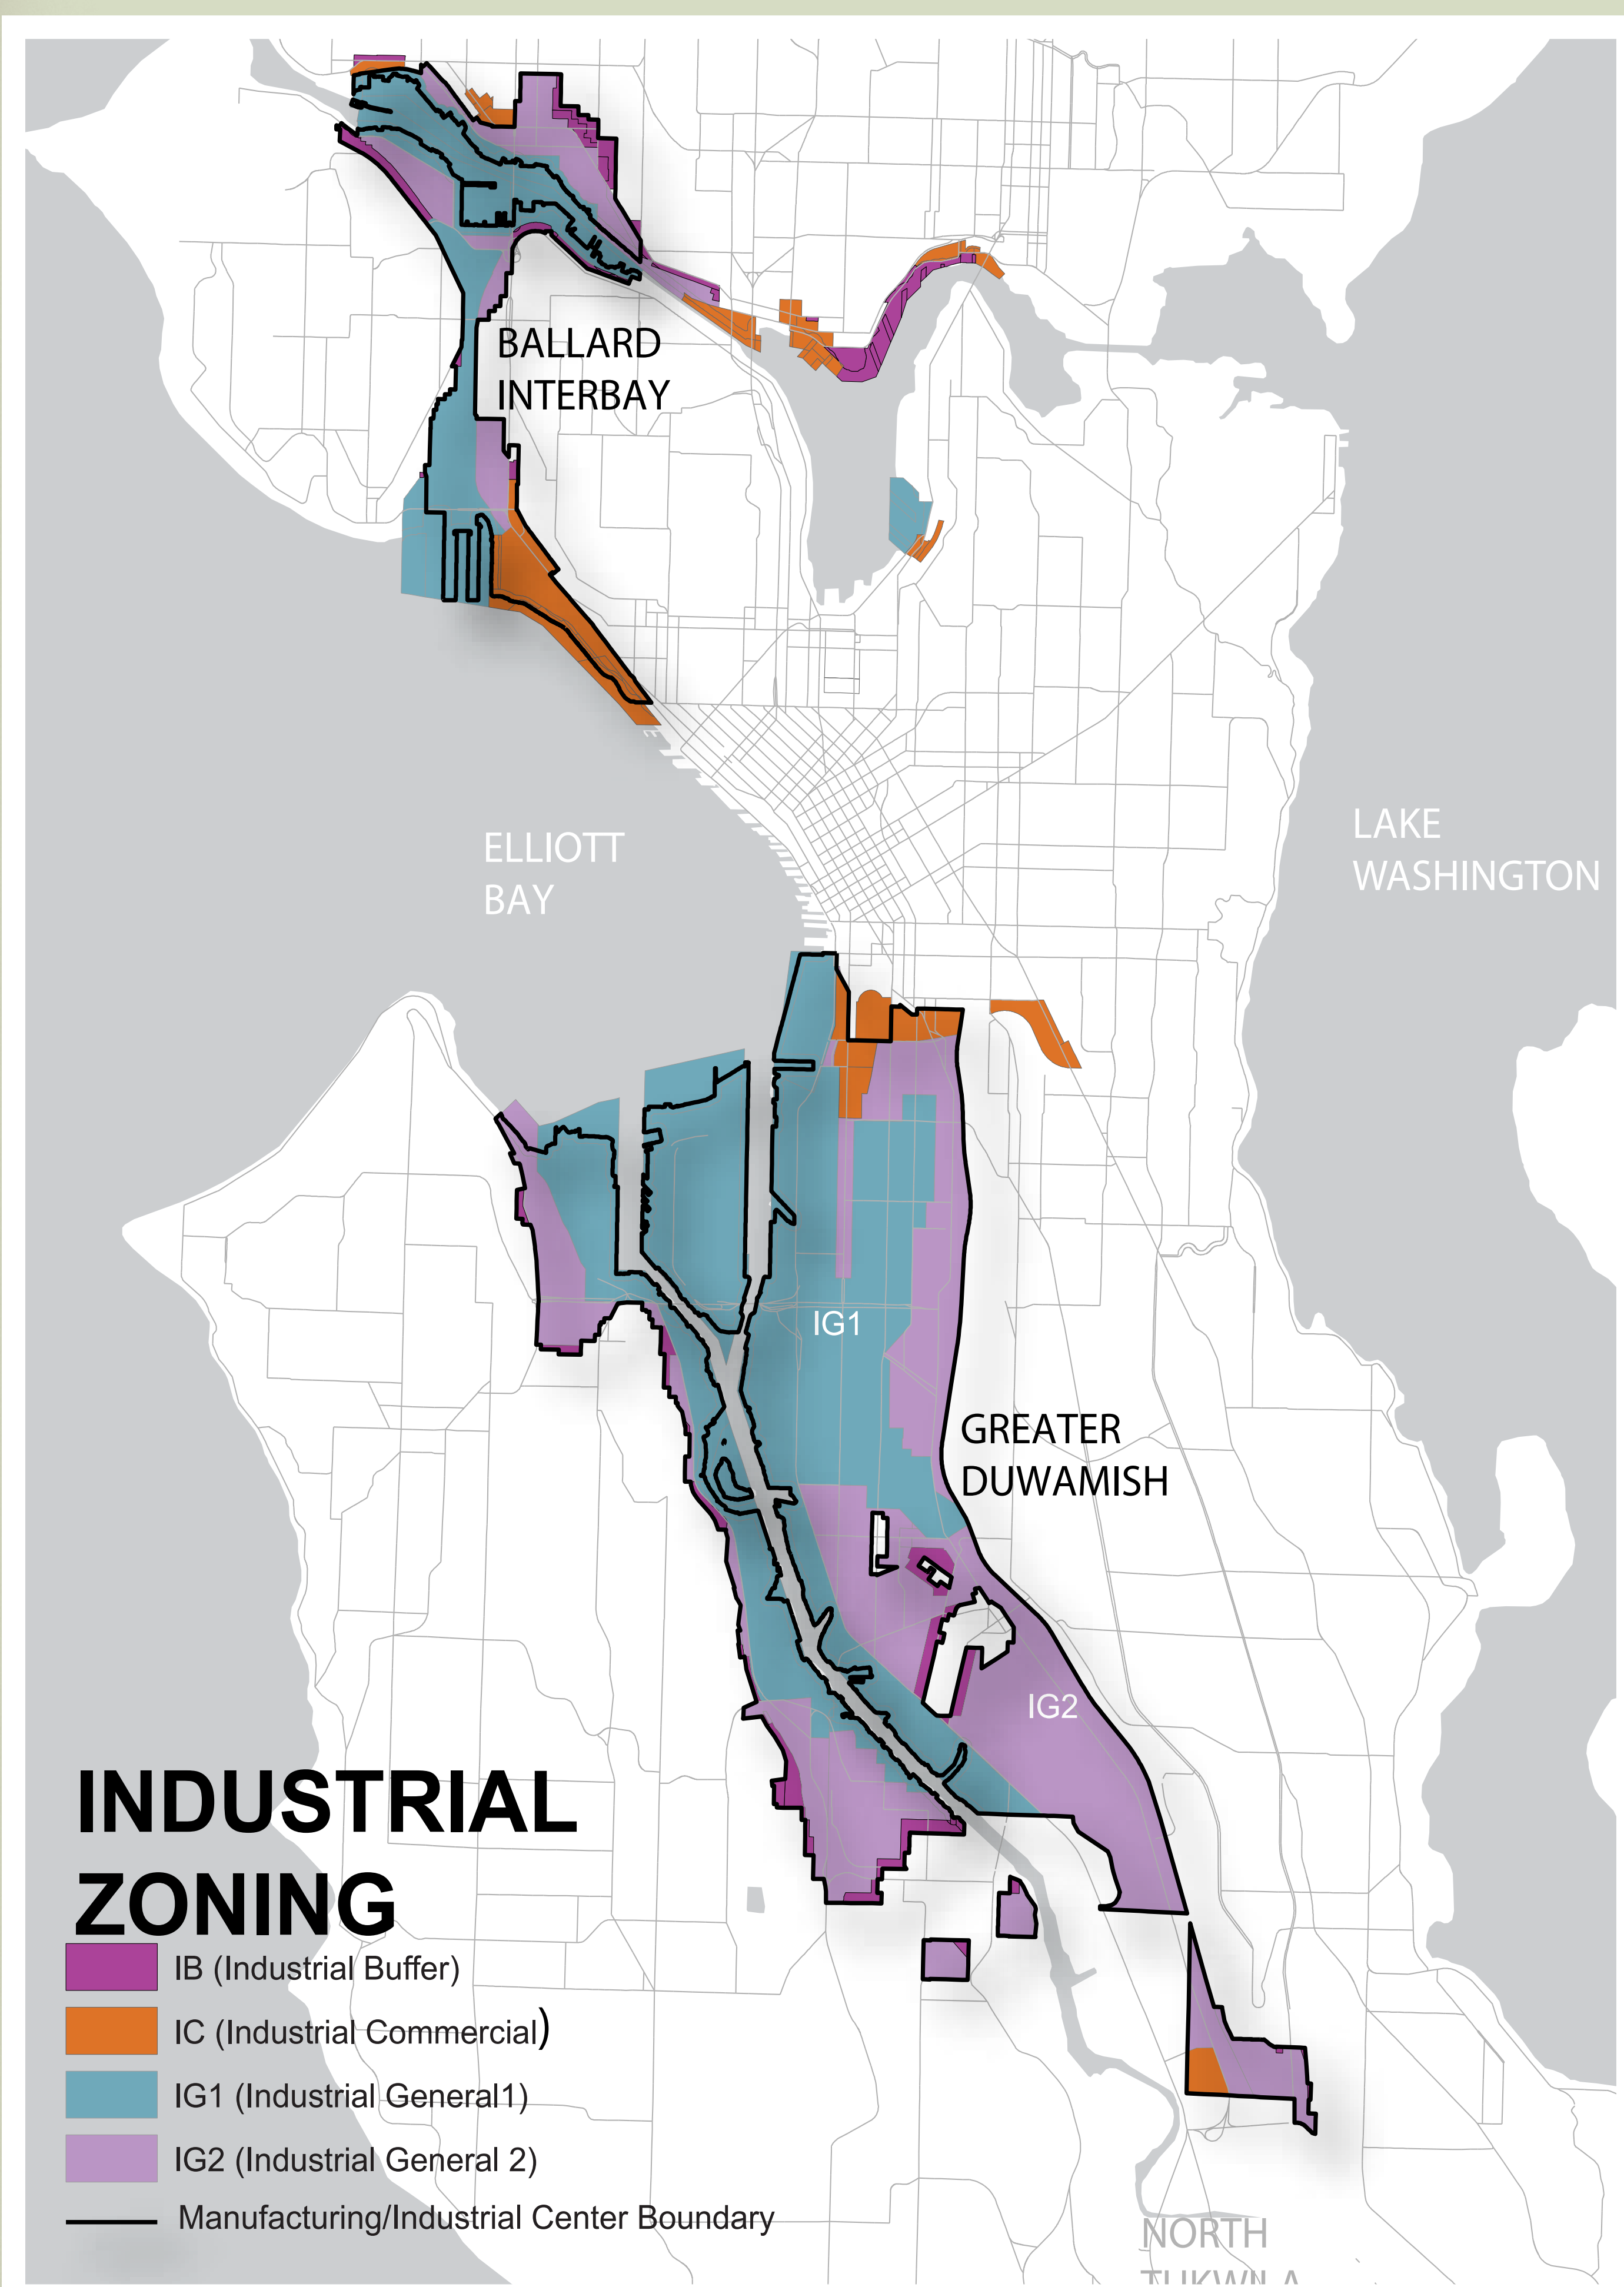 BALLARD
INTERBAY
ELLIOTT
BAY
LAKE
WASHINGTON
IG1
GREATER
DUWAMISH
IG2
INDUSTRIAL
ZONING
IB (Industrial Buffer)
IC (Industrial Commercial)
IG1 (Industrial General1)
IG2 (Industrial General 2)
Manufacturing/Industrial Center Boundary
NORTH
TUKWILA